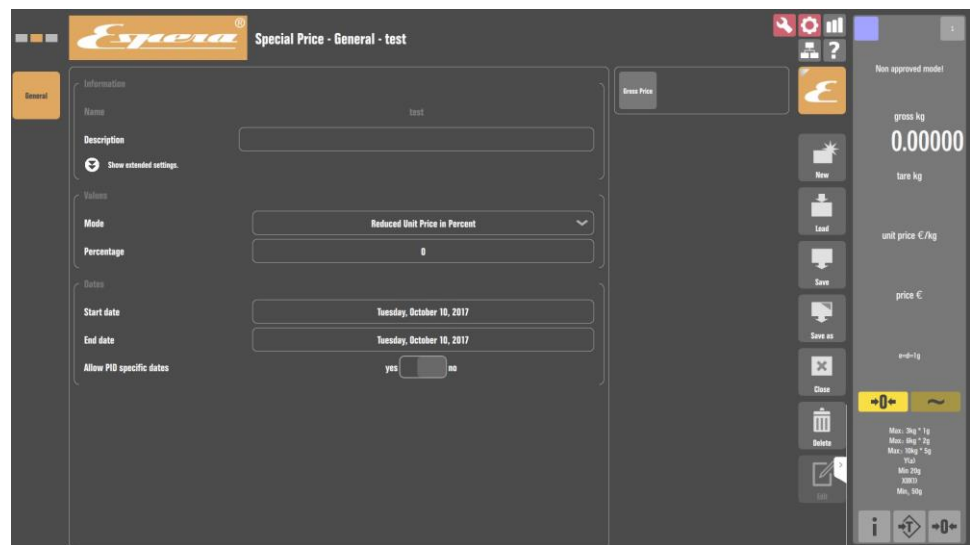 Espera®
Special Price - General - test
General
Information
Name
test
Description
Show extended settings.
Values
Mode
Reduced Unit Price in Percent
Percentage
0
Dates
Start date
Tuesday, October 10, 2017
End date
Tuesday, October 10, 2017
Allow PID specific dates
yes
no
Gross Price
?
E
New
Load
Save
Save as
Close
Delete
Edit
Non approved mode!
gross kg
0.00000
tare kg
unit price €/kg
price €
e=d=1g
→0←
~
Max: 3kg * 1g
Max: 6kg * 2g
Max: 10kg * 5g
Min 20g
Min, 50g
i
T
→0←